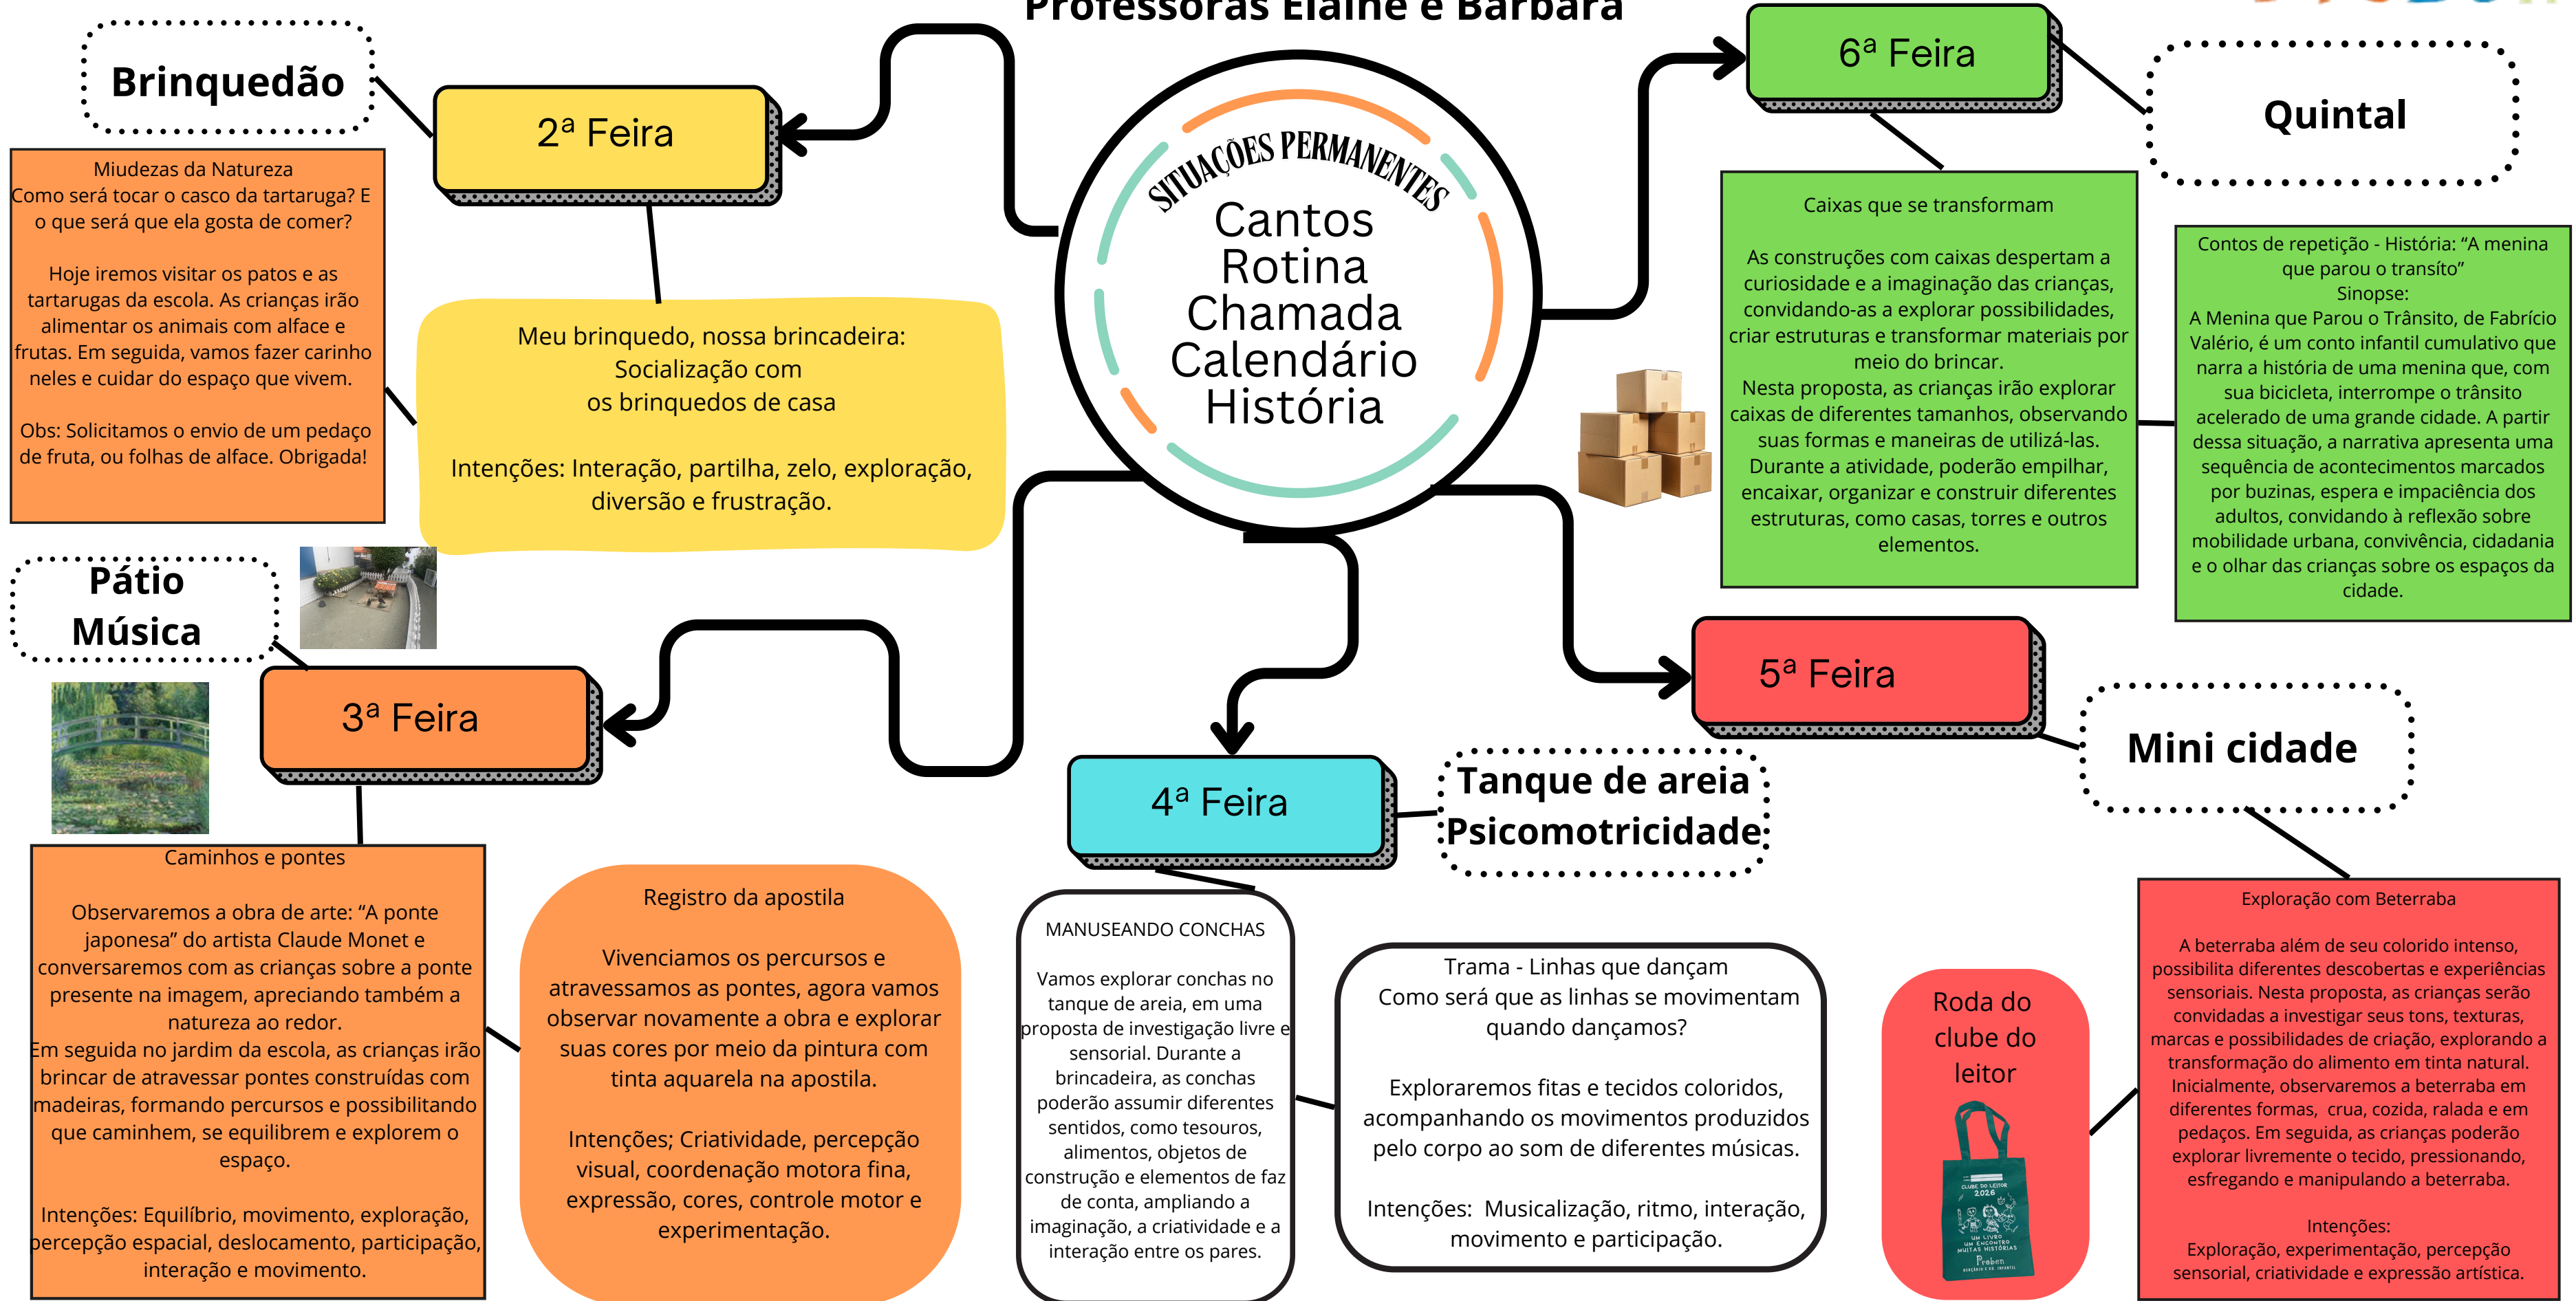 Professoras Elaine e Bárbara
Brinquedão
2ª Feira
Miudezas da Natureza
Como será tocar o casco da tartaruga? E
o que será que ela gosta de comer?
Hoje iremos visitar os patos e as
tartarugas da escola. As crianças irão
alimentar os animais com alface e
frutas. Em seguida, vamos fazer carinho
neles e cuidar do espaço que vivem.
Obs: Solicitamos o envio de um pedaço
de fruta, ou folhas de alface. Obrigada!
Meu brinquedo, nossa brincadeira:
Socialização com
os brinquedos de casa
Intenções: Interação, partilha, zelo, exploração,
diversão e frustração.
SITUAÇÕES PERMANENTES
Cantos
Rotina
Chamada
Calendário
História
6ª Feira
Quintal
Caixas que se transformam
As construções com caixas despertam a
curiosidade e a imaginação das crianças,
convidando-as a explorar possibilidades,
criar estruturas e transformar materiais por
meio do brincar.
Nesta proposta, as crianças irão explorar
caixas de diferentes tamanhos, observando
suas formas e maneiras de utilizá-las.
Durante a atividade, poderão empilhar,
encaixar, organizar e construir diferentes
estruturas, como casas, torres e outros
elementos.
Contos de repetição - História: “A menina
que parou o transíto”
Sinopse:
A Menina que Parou o Trânsito, de Fabrício
Valério, é um conto infantil cumulativo que
narra a história de uma menina que, com
sua bicicleta, interrompe o trânsito
acelerado de uma grande cidade. A partir
dessa situação, a narrativa apresenta uma
sequência de acontecimentos marcados
por buzinas, espera e impaciência dos
adultos, convidando à reflexão sobre
mobilidade urbana, convivência, cidadania
e o olhar das crianças sobre os espaços da
cidade.
Pátio
Música
3ª Feira
Caminhos e pontes
Observaremos a obra de arte: “A ponte
japonesa” do artista Claude Monet e
conversaremos com as crianças sobre a ponte
presente na imagem, apreciando também a
natureza ao redor.
Em seguida no jardim da escola, as crianças irão
brincar de atravessar pontes construídas com
madeiras, formando percursos e possibilitando
que caminhem, se equilibrem e explorem o
espaço.
Intenções: Equilíbrio, movimento, exploração,
percepção espacial, deslocamento, participação,
interação e movimento.
Registro da apostila
Vivenciamos os percursos e
atravessamos as pontes, agora vamos
observar novamente a obra e explorar
suas cores por meio da pintura com
tinta aquarela na apostila.
Intenções; Criatividade, percepção
visual, coordenação motora fina,
expressão, cores, controle motor e
experimentação.
4ª Feira
Tanque de areia
Psicomotricidade
MANUSEANDO CONCHAS
Vamos explorar conchas no
tanque de areia, em uma
proposta de investigação livre e
sensorial. Durante a
brincadeira, as conchas
poderão assumir diferentes
sentidos, como tesouros,
alimentos, objetos de
construção e elementos de faz
de conta, ampliando a
imaginação, a criatividade e a
interação entre os pares.
Trama - Linhas que dançam
Como será que as linhas se movimentam
quando dançamos?
Exploraremos fitas e tecidos coloridos,
acompanhando os movimentos produzidos
pelo corpo ao som de diferentes músicas.
Intenções: Musicalização, ritmo, interação,
movimento e participação.
5ª Feira
Mini cidade
Roda do
clube do
leitor
CLUBE DO LEITOR
2026
UM LIVRO
UM ENCONTRO
MUITAS HISTÓRIAS
Proben
Exploração com Beterraba
A beterraba além de seu colorido intenso,
possibilita diferentes descobertas e experiências
sensoriais. Nesta proposta, as crianças serão
convidadas a investigar seus tons, texturas,
marcas e possibilidades de criação, explorando a
transformação do alimento em tinta natural.
Inicialmente, observaremos a beterraba em
diferentes formas, crua, cozida, ralada e em
pedaços. Em seguida, as crianças poderão
explorar livremente o tecido, pressionando,
esfregando e manipulando a beterraba.
Intenções:
Exploração, experimentação, percepção
sensorial, criatividade e expressão artística.